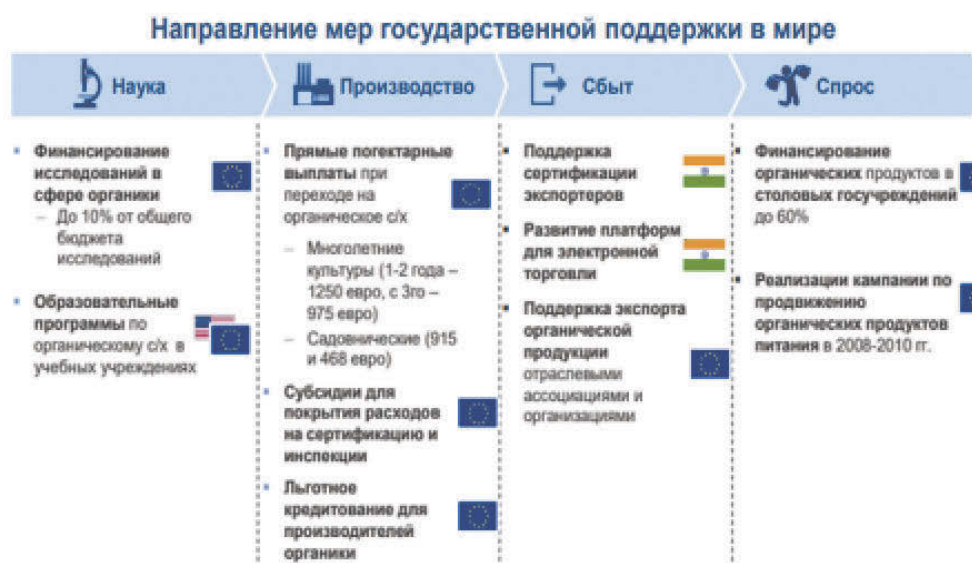 Направление мер государственной поддержки в мире
Наука
Производство
Сбыт
Спрос
Финансирование
исследований в
сфере органики
– До 10% от общего
бюджета
исследований
Образовательные
программы по
органическому с/х в
учебных учреждениях
Прямые погектарные
выплаты при
переходе на
органическое с/х
– Многолетние
культуры (1-2 года –
1250 евро, с 3го –
975 евро)
– Садовнические (915
и 468 евро)
Субсидии для
покрытия расходов
на сертификацию и
инспекции
Льготное
кредитование для
производителей
органики
Поддержка
сертификации
экспортеров
Развитие платформ
для электронной
торговли
Поддержка экспорта
органической
продукции
отраслевыми
ассоциациями и
организациями
Финансирование
органических продуктов в
столовых госучреждений
до 60%
Реализации кампании по
продвижению
органических продуктов
питания в 2008-2010 гг.